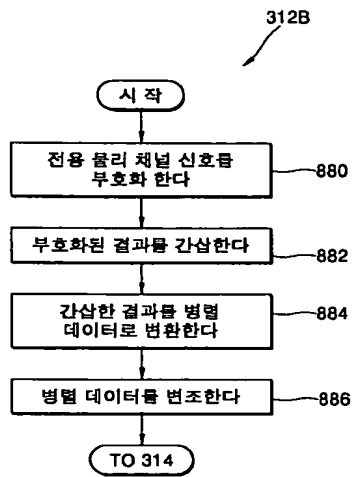 312B
시 작
전용 물리 채널 신호를
부호화 한다
880
부호화된 결과를 간삽한다
882
간삽한 결과를 병렬
데이터로 변환한다
884
병렬 데이터를 변조한다
886
TO 314